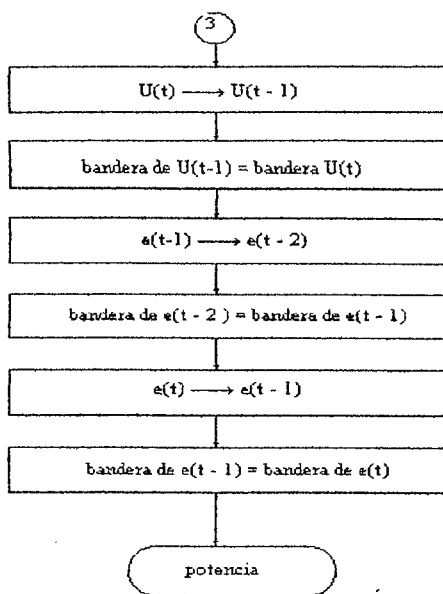 3
U(t) ⟶ U(t - 1)
bandera de U(t-1) = bandera U(t)
e(t-1) ⟶ e(t - 2)
bandera de e(t - 2 ) = bandera de e(t - 1)
e(t) ⟶ e(t - 1)
bandera de e(t - 1) = bandera de e(t)
potencia